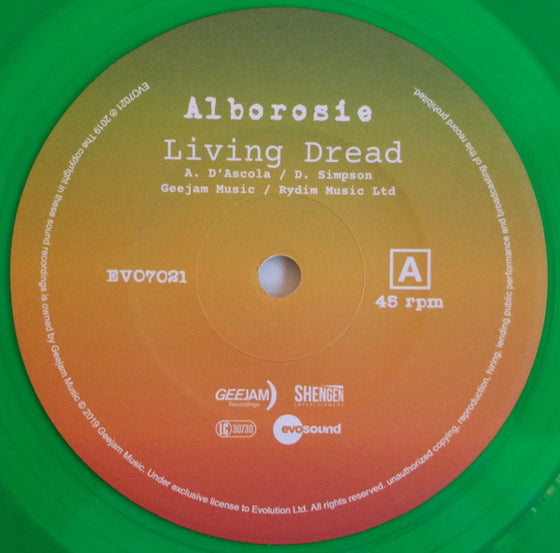 Alborosie
Living Dread
A. D'Ascola / D. Simpson
Geejam Music / Rydim Music Ltd
EVO7021
A
45 rpm
GEEJAM
Recordings
SHENGEN
ENTERTAINMENT
LC 30730
evosound
EVO7021 ℗ 2019 The copyright in these sound recordings is owned by Geejam Music © 2019 Geejam Music. Under exclusive license to Evolution Ltd. All rights reserved. unauthorized copying, reproduction, hiring, lending public performance and broadcasting of this record prohibited.